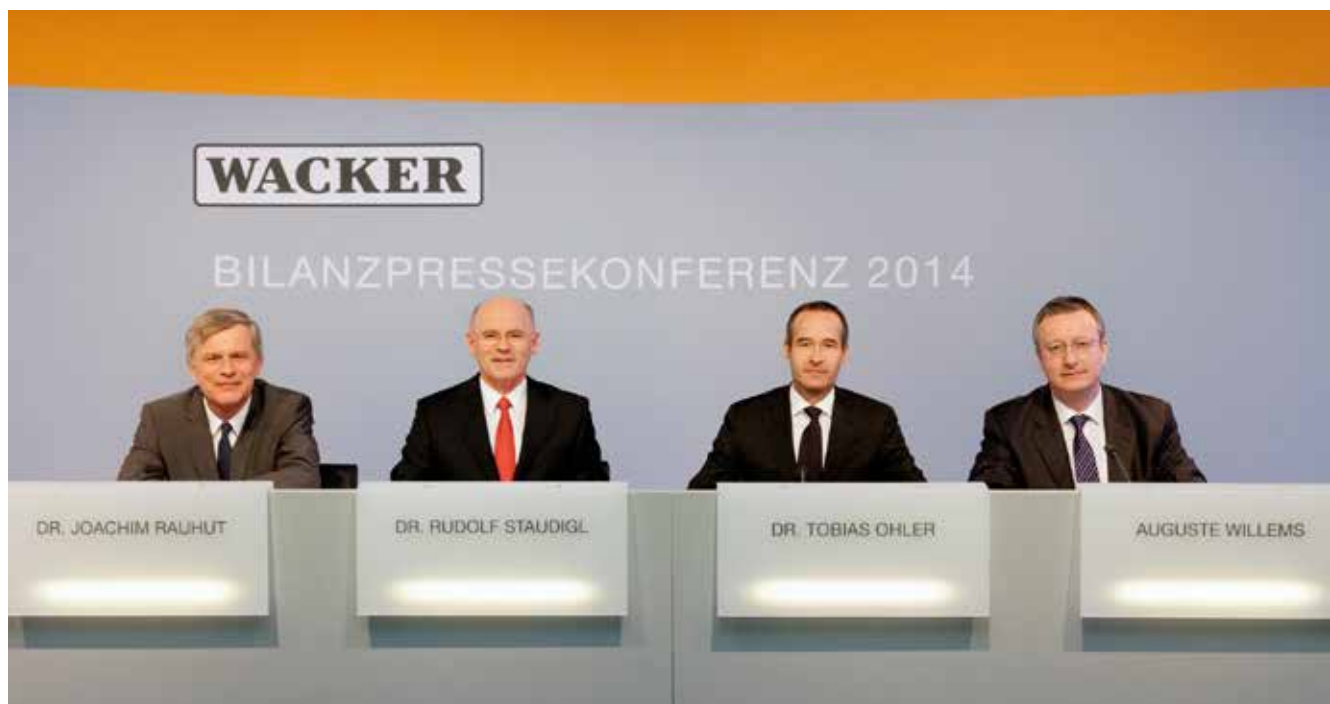 WACKER
BILANZPRESSEKONFERENZ 2014
DR. JOACHIM RAUHUT
DR. RUDOLF STAUDIGL
DR. TOBIAS OHLER
AUGUSTE WILLEMS